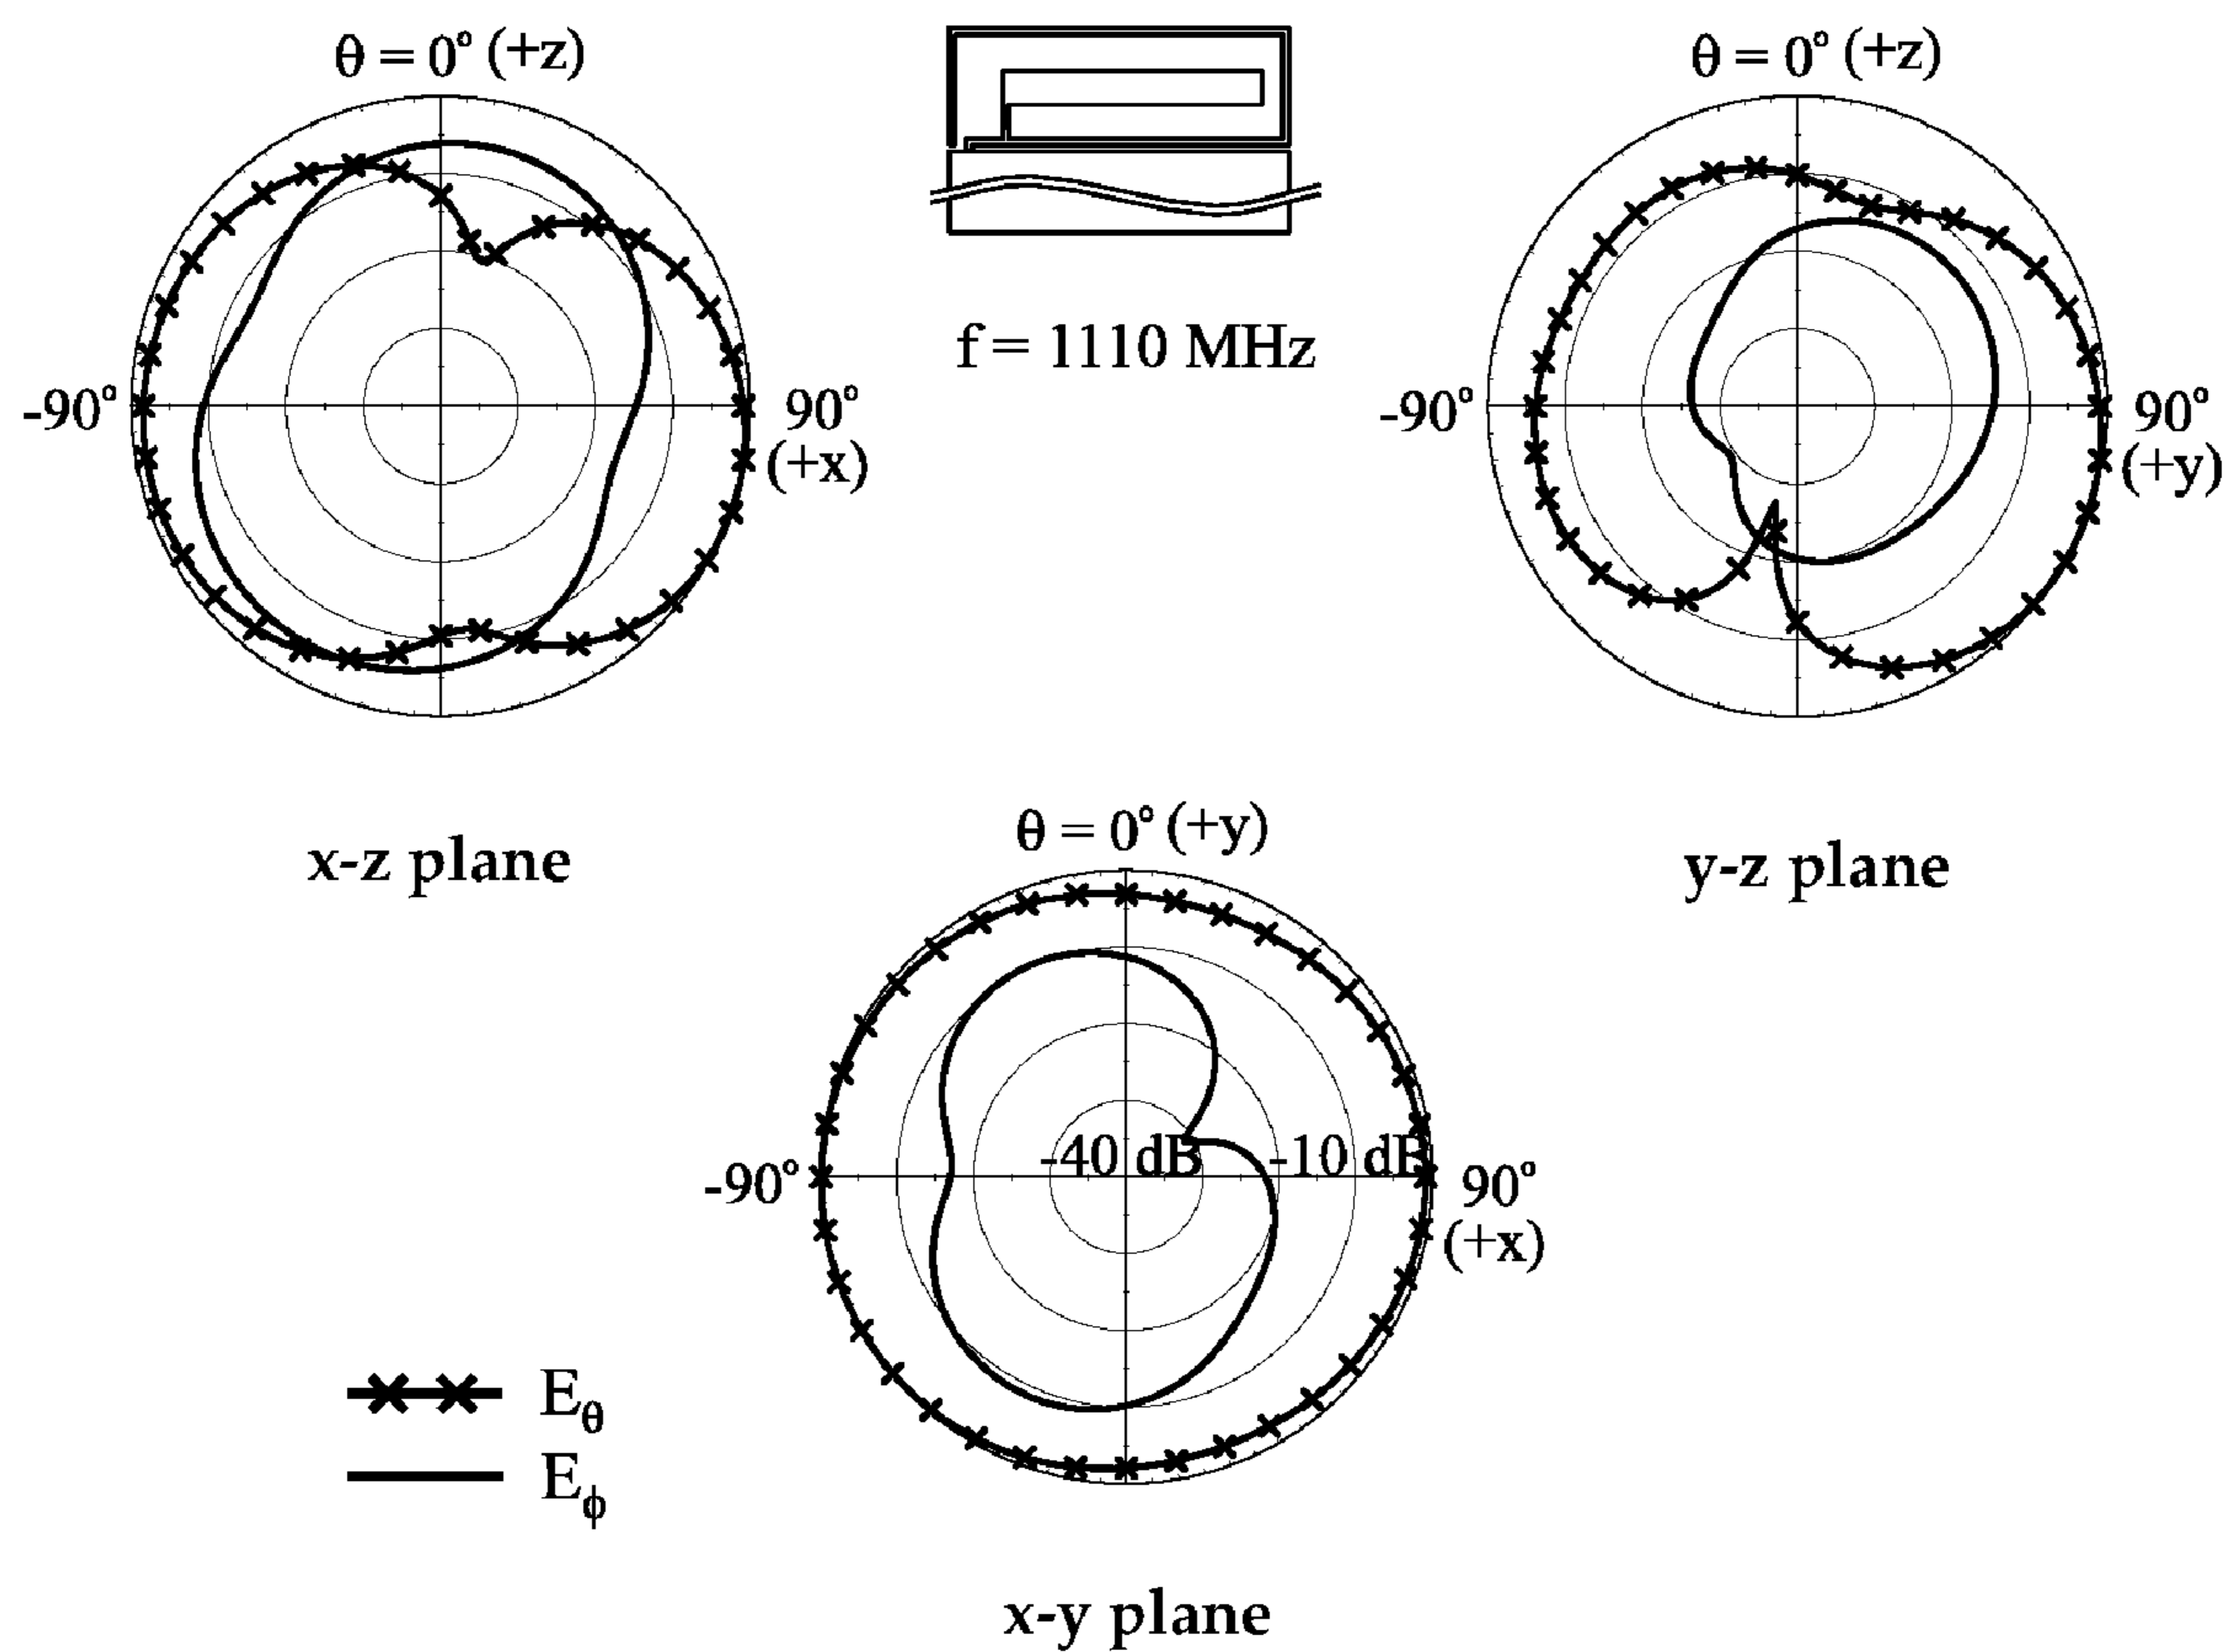 θ = 0° (+z)
-90°
90°
(+x)
x-z plane
f = 1110 MHz
θ = 0° (+z)
-90°
90°
(+y)
y-z plane
θ = 0° (+y)
-90°
-40 dB
-10 dB
90°
(+x)
x-y plane
Eθ
Eϕ